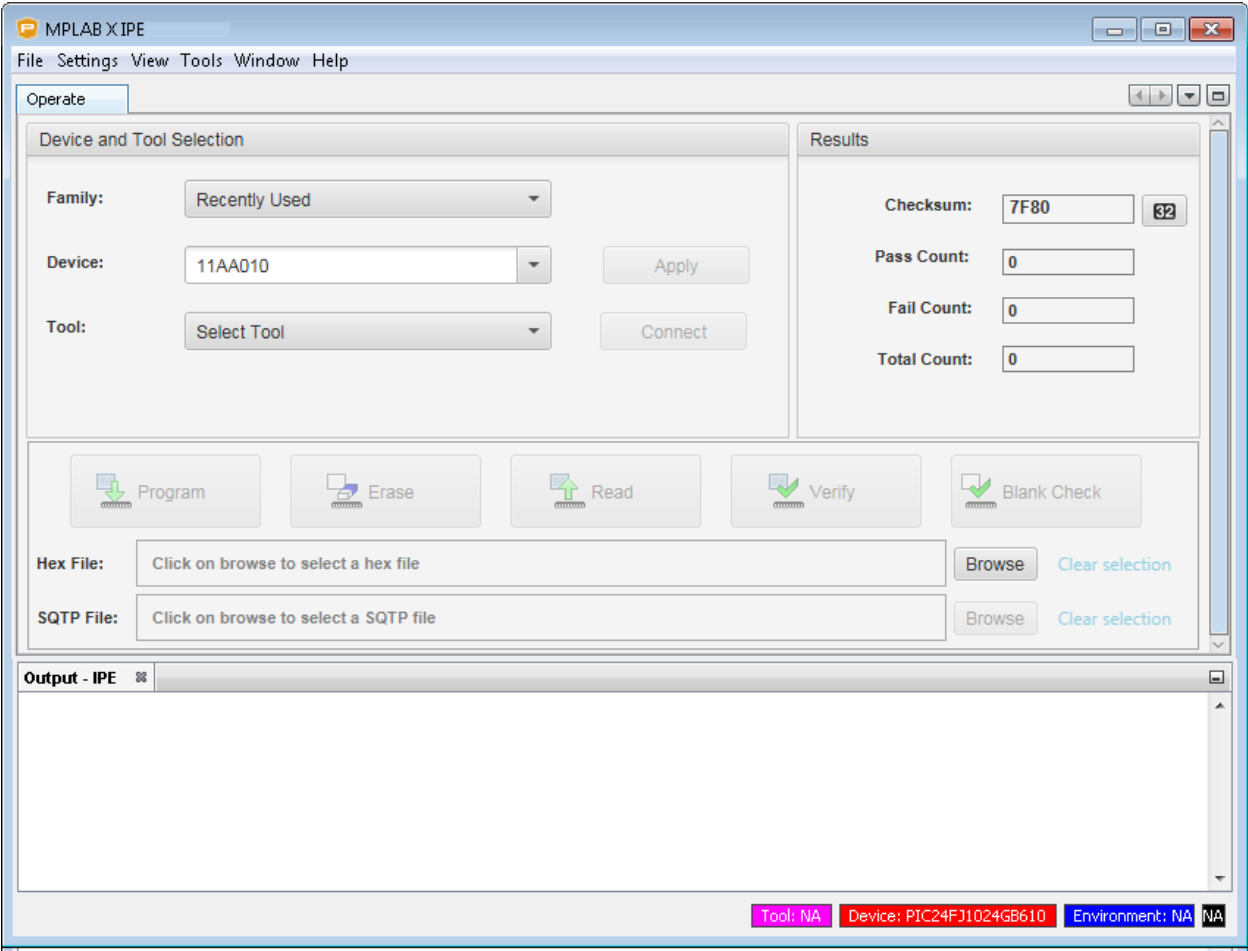 MPLAB X IPE
File Settings View Tools Window Help
Operate
Device and Tool Selection
Results
Family: Recently Used
Checksum: 7F80 32
Device: 11AA010 Apply
Pass Count: 0
Tool: Select Tool Connect
Fail Count: 0
Total Count: 0
Program Erase Read Verify Blank Check
Hex File: Click on browse to select a hex file Browse Clear selection
SQTP File: Click on browse to select a SQTP file Browse Clear selection
Output - IPE
Tool: NA Device: PIC24FJ1024GB610 Environment: NA NA